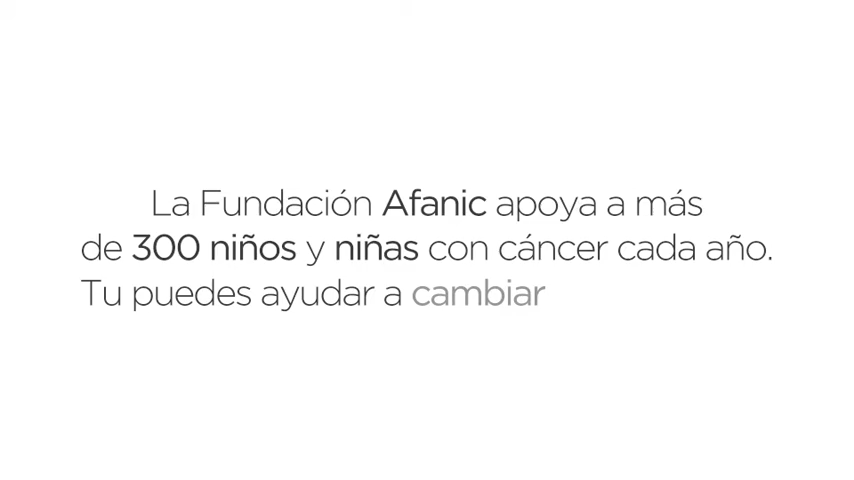 La Fundación Afanic apoya a más
de 300 niños y niñas con cáncer cada año.
Tu puedes ayudar a cambiar